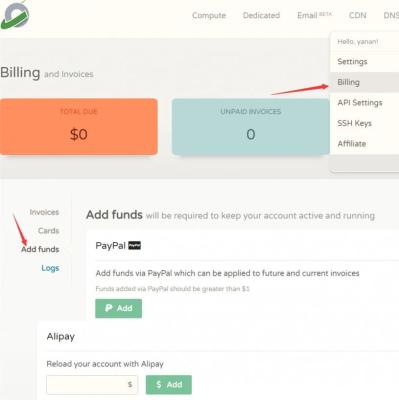 Compute Dedicated Email BETA CDN DNS
Hello, yanan!
Settings
Billing
API Settings
SSH Keys
Affiliate
Billing and Invoices
TOTAL DUE
$0
UNPAID INVOICES
0
Invoices
Cards
Add funds
Logs
Add funds will be required to keep your account active and running
PayPal PayPal
Add funds via PayPal which can be applied to future and current invoices
Funds added via PayPal should be greater than $1
Add
Alipay
Reload your account with Alipay
$
$ Add